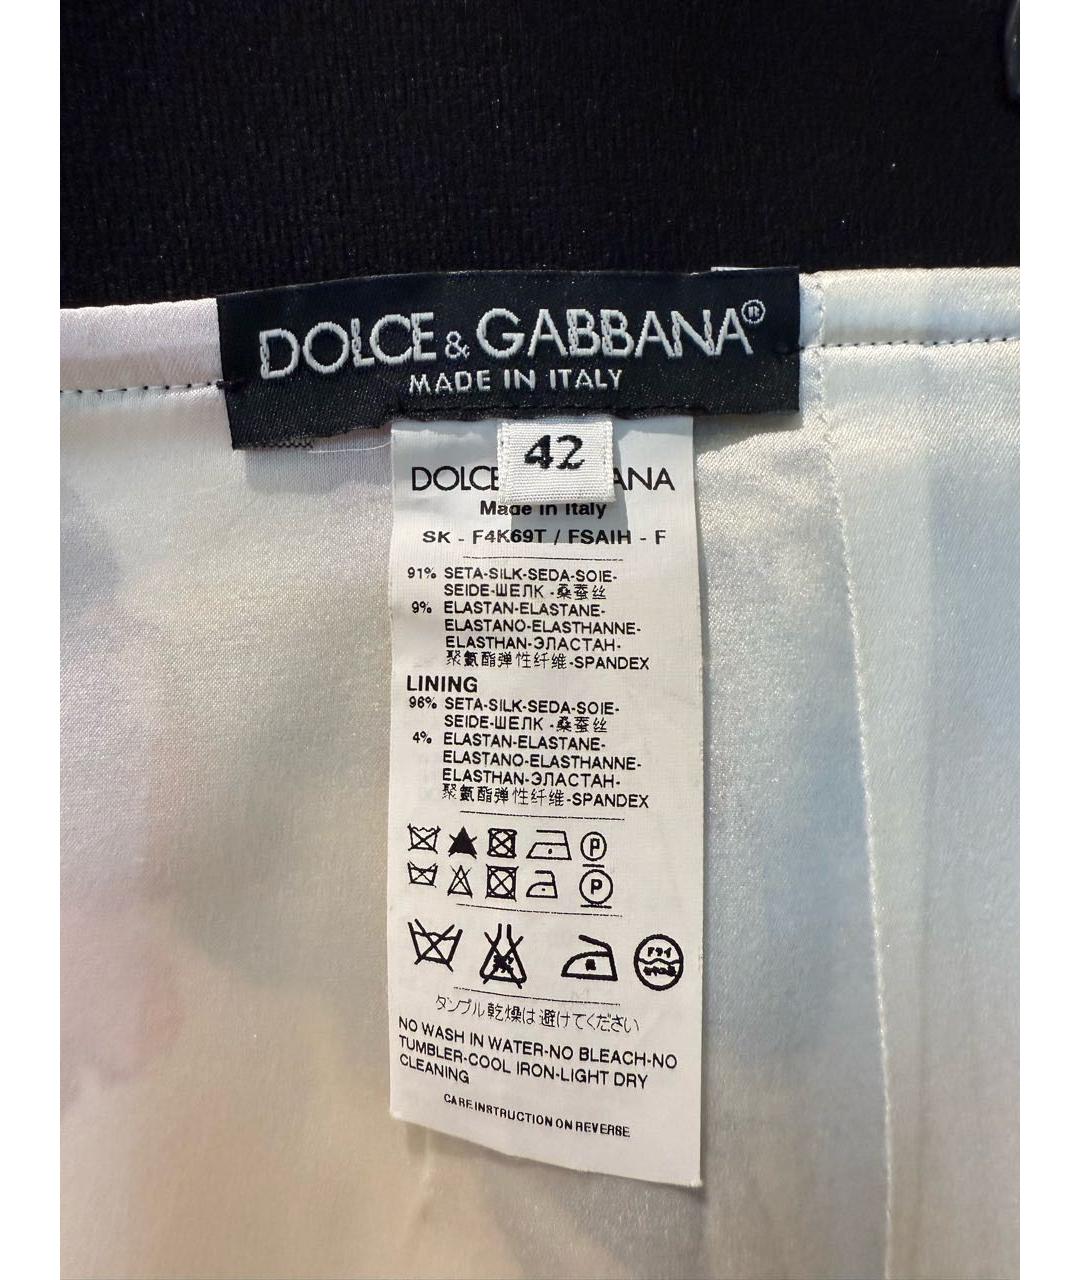 DOLCE & GABBANA®
MADE IN ITALY
42
DOLCE ANA
Made in Italy
SK - F4K69T / FSAIH - F
91% SETA-SILK-SEDA-SOIE-
SEIDE-ШЕЛК -桑蚕丝
9% ELASTAN-ELASTANE-
ELASTANO-ELASTHANNE-
ELASTHAN-ЭЛАСТАН-
聚氨酯弹性纤维-SPANDEX
LINING
96% SETA-SILK-SEDA-SOIE-
SEIDE-ШЕЛК -桑蚕丝
4% ELASTAN-ELASTANE-
ELASTANO-ELASTHANNE-
ELASTHAN-ЭЛАСТАН-
聚氨酯弹性纤维-SPANDEX
P
P
ドライ
タンブル乾燥は避けてください
NO WASH IN WATER-NO BLEACH-NO
TUMBLER-COOL IRON-LIGHT DRY
CLEANING
CARE INSTRUCTION ON REVERSE